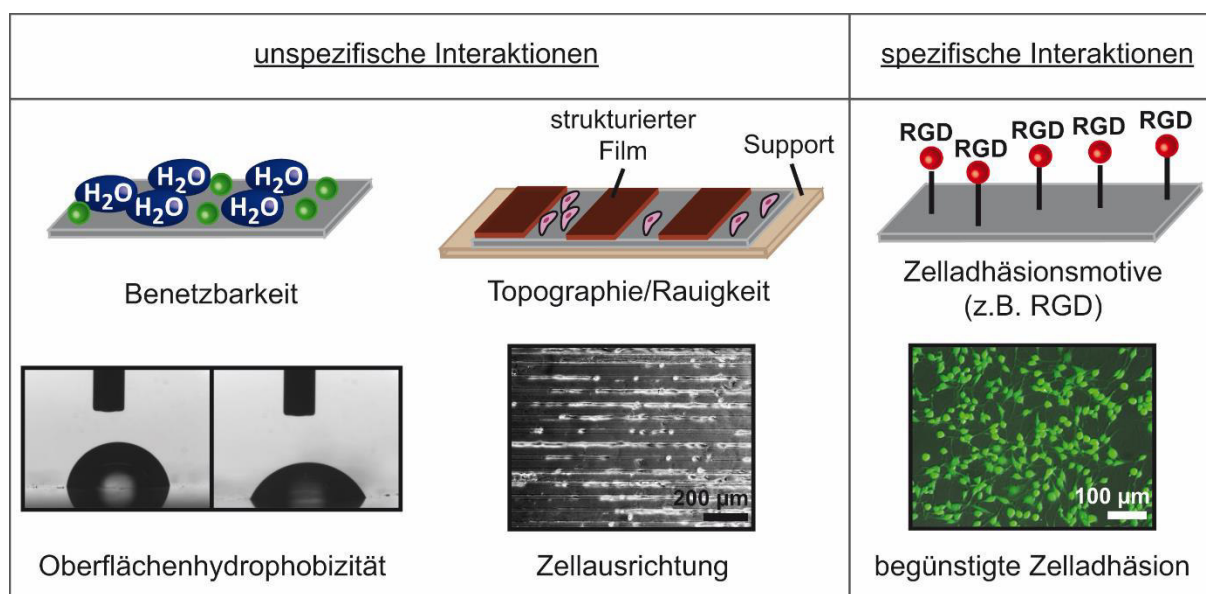 unspezifische Interaktionen
spezifische Interaktionen
H₂O
H₂O
H₂O
H₂O
H₂O
Benetzbarkeit
strukturierter
Film
Support
Topographie/Rauigkeit
RGD
RGD
RGD
RGD
RGD
Zelladhäsionsmotive
(z.B. RGD)
Oberflächenhydrophobizität
200 µm
Zellausrichtung
100 µm
begünstigte Zelladhäsion